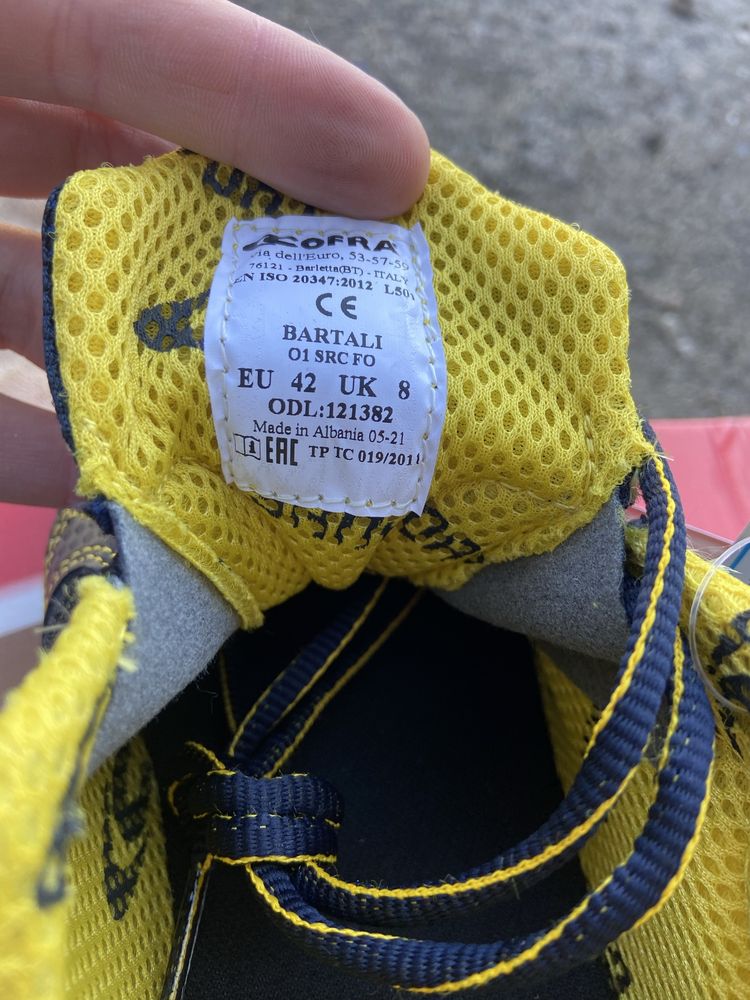 COFRA
via dell'Euro, 53-57-59
76121 - Barletta(BT) - ITALY
EN ISO 20347:2012
CE
BARTALI
O1 SRC FO
EU 42 UK 8
ODL:121382
Made in Albania 05-21
EAC TP TC 019/2011